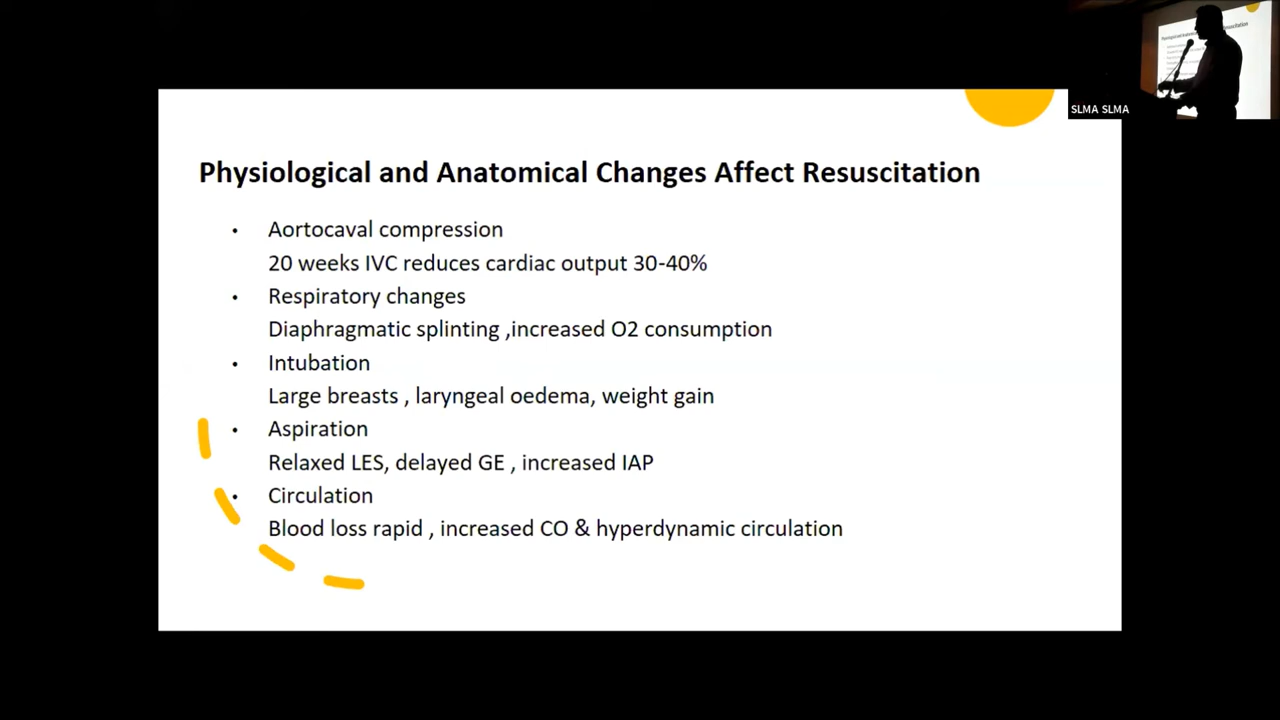 Physiological and Anatomical Changes Affect Resuscitation
• Aortocaval compression
20 weeks IVC reduces cardiac output 30-40%
• Respiratory changes
Diaphragmatic splinting ,increased O2 consumption
• Intubation
Large breasts , laryngeal oedema, weight gain
• Aspiration
Relaxed LES, delayed GE , increased IAP
• Circulation
Blood loss rapid , increased CO & hyperdynamic circulation
SLMA SLMA